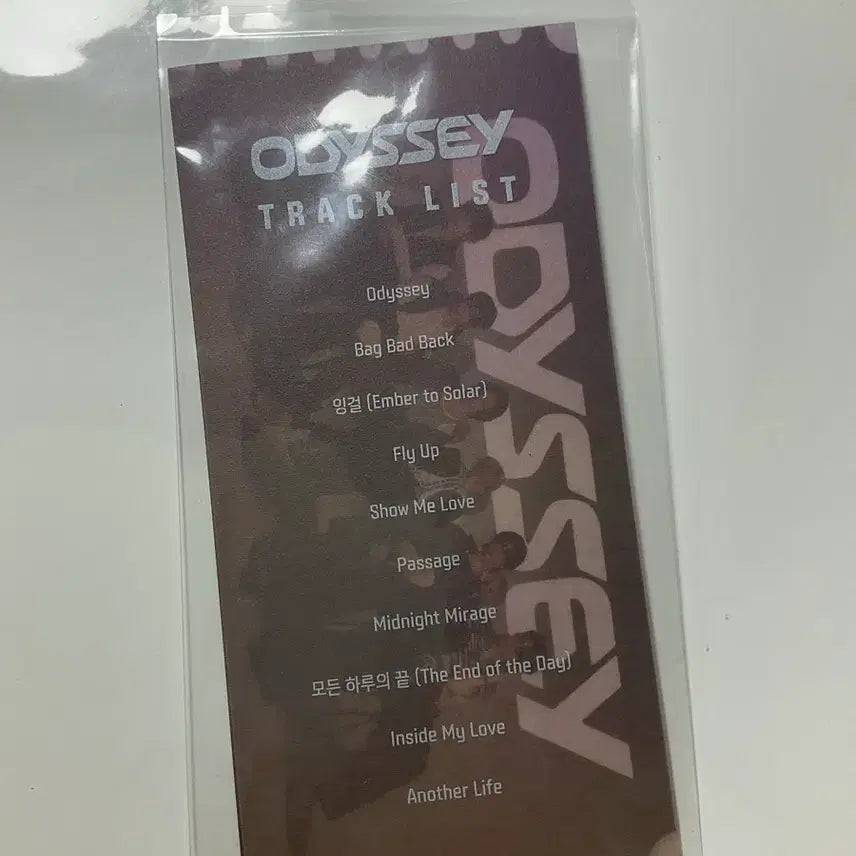 ODYSSEY
TRACK LIST
Odyssey
Bag Bad Back
잉걸 (Ember to Solar)
Fly Up
Show Me Love
Passage
Midnight Mirage
모든 하루의 끝 (The End of the Day)
Inside My Love
Another Life
ODYSSEY